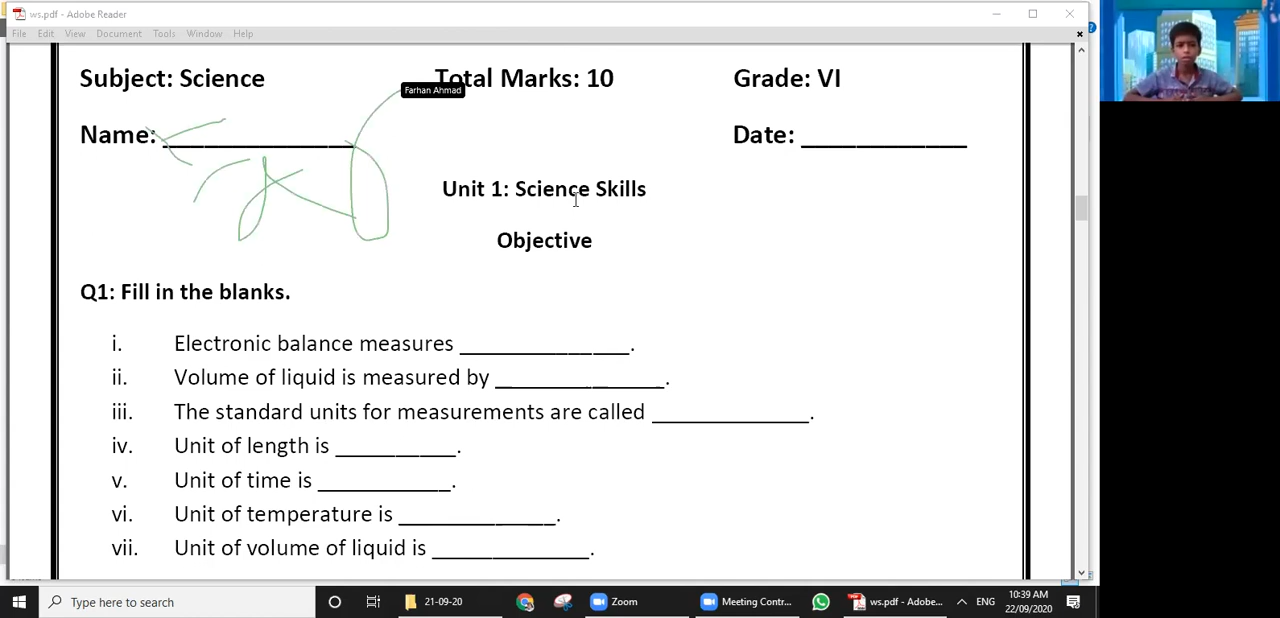 ws.pdf - Adobe Reader
File Edit View Document Tools Window Help
Subject: Science Total Marks: 10 Grade: VI
Farhan Ahmad
Name: ______________ Date: ____________
Unit 1: Science Skills
Objective
Q1: Fill in the blanks.
i. Electronic balance measures ______________.
ii. Volume of liquid is measured by ______________.
iii. The standard units for measurements are called _____________.
iv. Unit of length is __________.
v. Unit of time is ___________.
vi. Unit of temperature is _____________.
vii. Unit of volume of liquid is _____________.
Type here to search 21-09-20 Zoom Meeting Contr... ws.pdf - Adobe Re... ENG 10:39 AM
22/09/2020